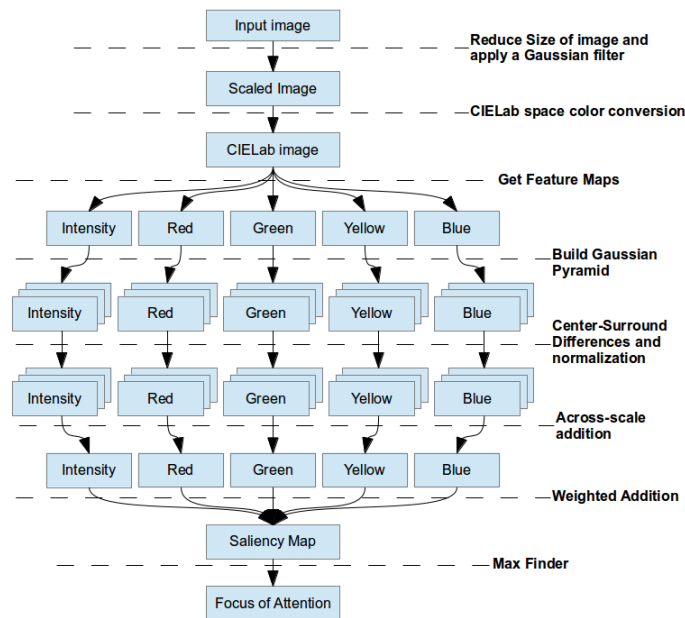 Input image
Reduce Size of image and
apply a Gaussian filter
Scaled Image
CIELab space color conversion
CIELab image
Get Feature Maps
Intensity
Red
Green
Yellow
Blue
Build Gaussian
Pyramid
Intensity
Red
Green
Yellow
Blue
Center-Surround
Differences and
normalization
Intensity
Red
Green
Yellow
Blue
Across-scale
addition
Intensity
Red
Green
Yellow
Blue
Weighted Addition
Saliency Map
Max Finder
Focus of Attention